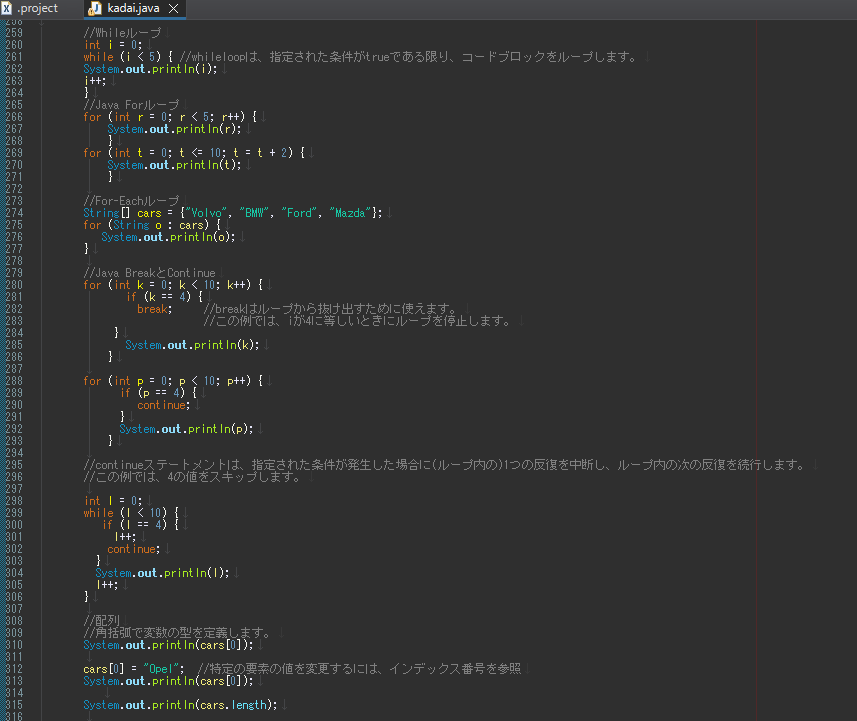 .project
kadai.java
258
259 //Whileループ
260 int i = 0;
261 while (i < 5) { //whileloopは、指定された条件がtrueである限り、コードブロックをループします。
262 System.out.println(i);
263 i++;
264 }
265 //Java Forループ
266 for (int r = 0; r < 5; r++) {
267 System.out.println(r);
268 }
269 for (int t = 0; t <= 10; t = t + 2) {
270 System.out.println(t);
271 }
272
273 //For-Eachループ
274 String[] cars = {"Volvo", "BMW", "Ford", "Mazda"};
275 for (String o : cars) {
276 System.out.println(o);
277 }
278
279 //Java BreakとContinue
280 for (int k = 0; k < 10; k++) {
281 if (k == 4) {
282 break; //breakはループから抜け出すために使えます。
283 //この例では、iが4に等しいときにループを停止します。
284 }
285 System.out.println(k);
286 }
287
288 for (int p = 0; p < 10; p++) {
289 if (p == 4) {
290 continue;
291 }
292 System.out.println(p);
293 }
294
295 //continueステートメントは、指定された条件が発生した場合に(ループ内の)1つの反復を中断し、ループ内の次の反復を続行します。
296 //この例では、4の値をスキップします。
297
298 int l = 0;
299 while (l < 10) {
300 if (l == 4) {
301 l++;
302 continue;
303 }
304 System.out.println(l);
305 l++;
306 }
307
308 //配列
309 //角括弧で変数の型を定義します。
310 System.out.println(cars[0]);
311
312 cars[0] = "Opel"; //特定の要素の値を変更するには、インデックス番号を参照
313 System.out.println(cars[0]);
314
315 System.out.println(cars.length);
316